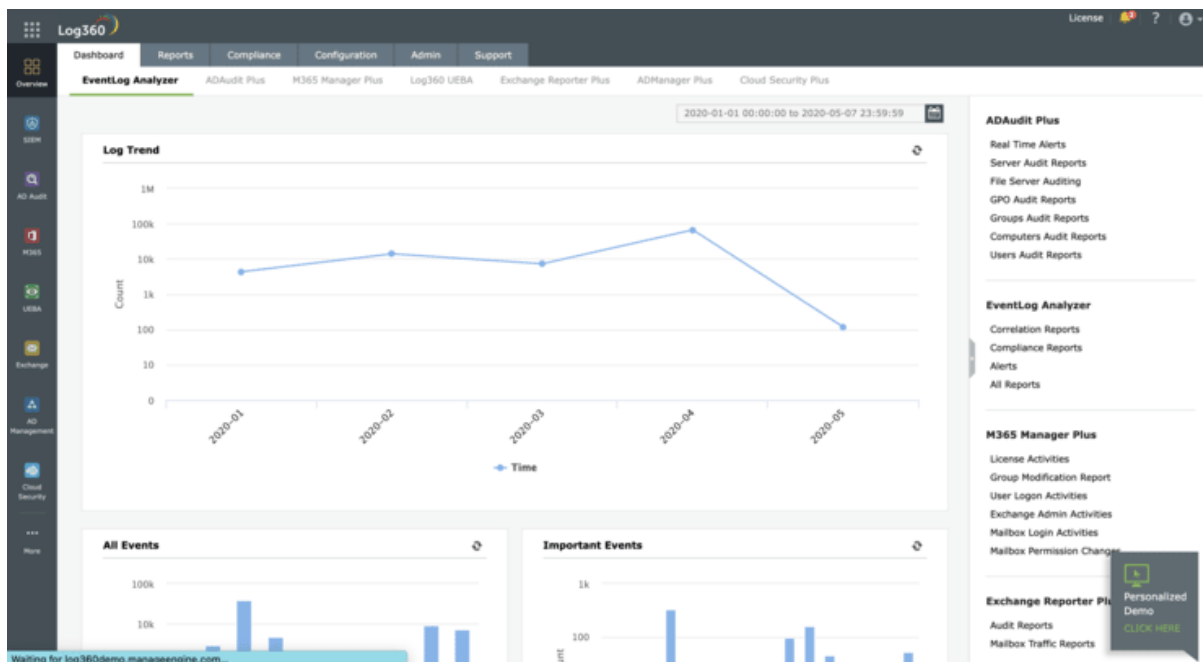 Log360
License
2
?
Dashboard Reports Compliance Configuration Admin Support
EventLog Analyzer ADAudit Plus M365 Manager Plus Log360 UEBA Exchange Reporter Plus ADManager Plus Cloud Security Plus
Overview
SIEM
AD Audit
M365
UEBA
Exchange
AD
Management
Cloud
Security
More
2020-01-01 00:00:00 to 2020-05-07 23:59:59
Log Trend
1M
100k
10k
1k
100
10
0
Count
2020-01
2020-02
2020-03
2020-04
2020-05
Time
All Events
100k
10k
Important Events
1k
100
ADAudit Plus
Real Time Alerts
Server Audit Reports
File Server Auditing
GPO Audit Reports
Groups Audit Reports
Computers Audit Reports
Users Audit Reports
EventLog Analyzer
Correlation Reports
Compliance Reports
Alerts
All Reports
M365 Manager Plus
License Activities
Group Modification Report
User Logon Activities
Exchange Admin Activities
Mailbox Login Activities
Mailbox Permission Changes
Exchange Reporter Plu
Audit Reports
Mailbox Traffic Reports
Personalized
Demo
CLICK HERE
Waiting for log360demo.manageengine.com...